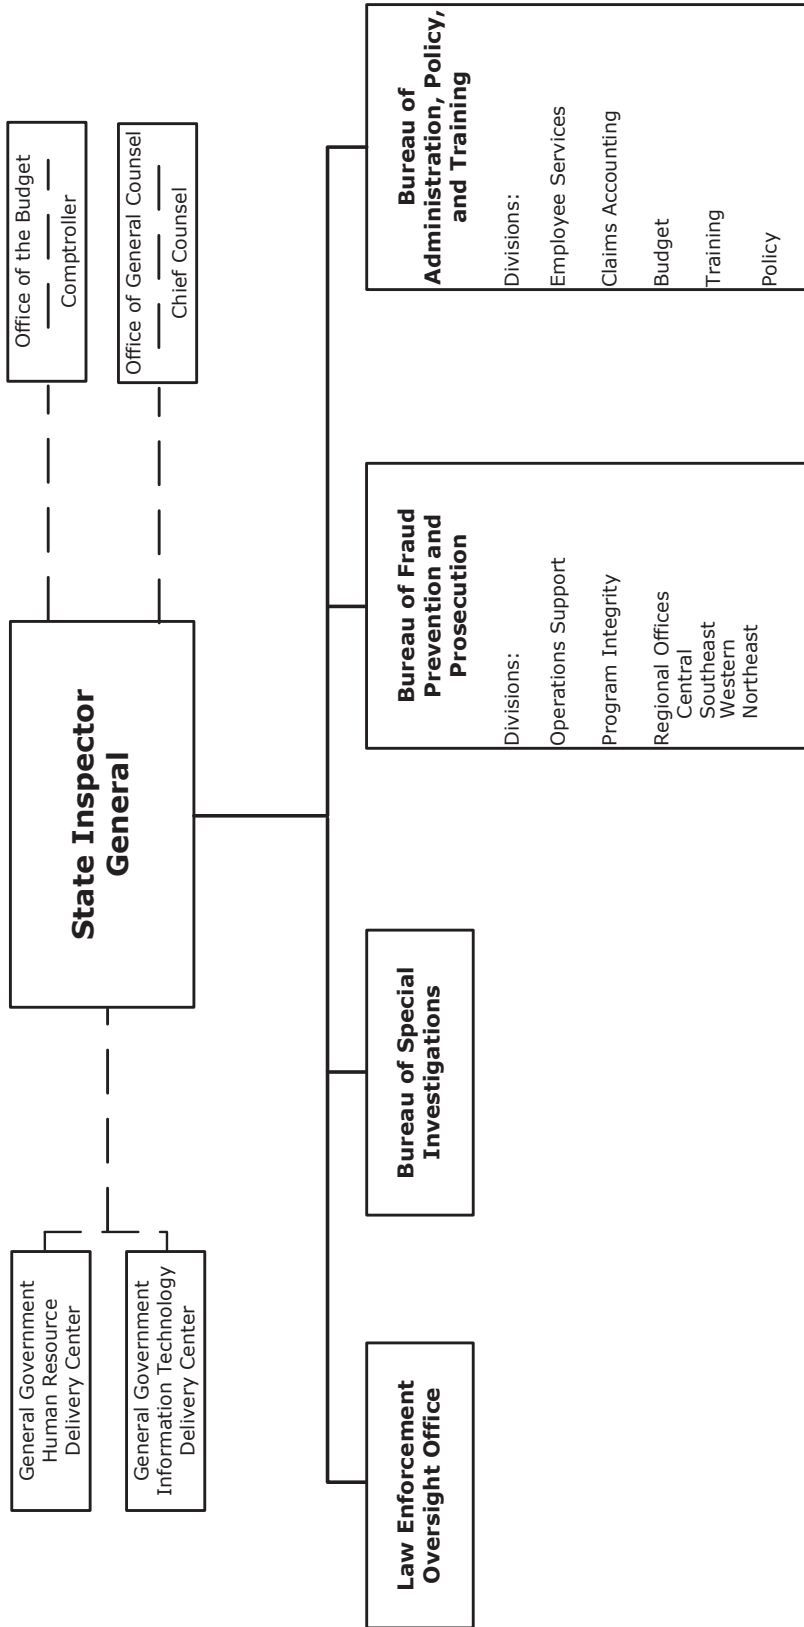 General Government
Human Resource
Delivery Center
General Government
Information Technology
Delivery Center
State Inspector
General
Office of the Budget
Comptroller
Office of General Counsel
Chief Counsel
Law Enforcement
Oversight Office
Bureau of Special
Investigations
Bureau of Fraud
Prevention and
Prosecution
Divisions:
Operations Support
Program Integrity
Regional Offices
Central
Southeast
Western
Northeast
Bureau of
Administration, Policy,
and Training
Divisions:
Employee Services
Claims Accounting
Budget
Training
Policy